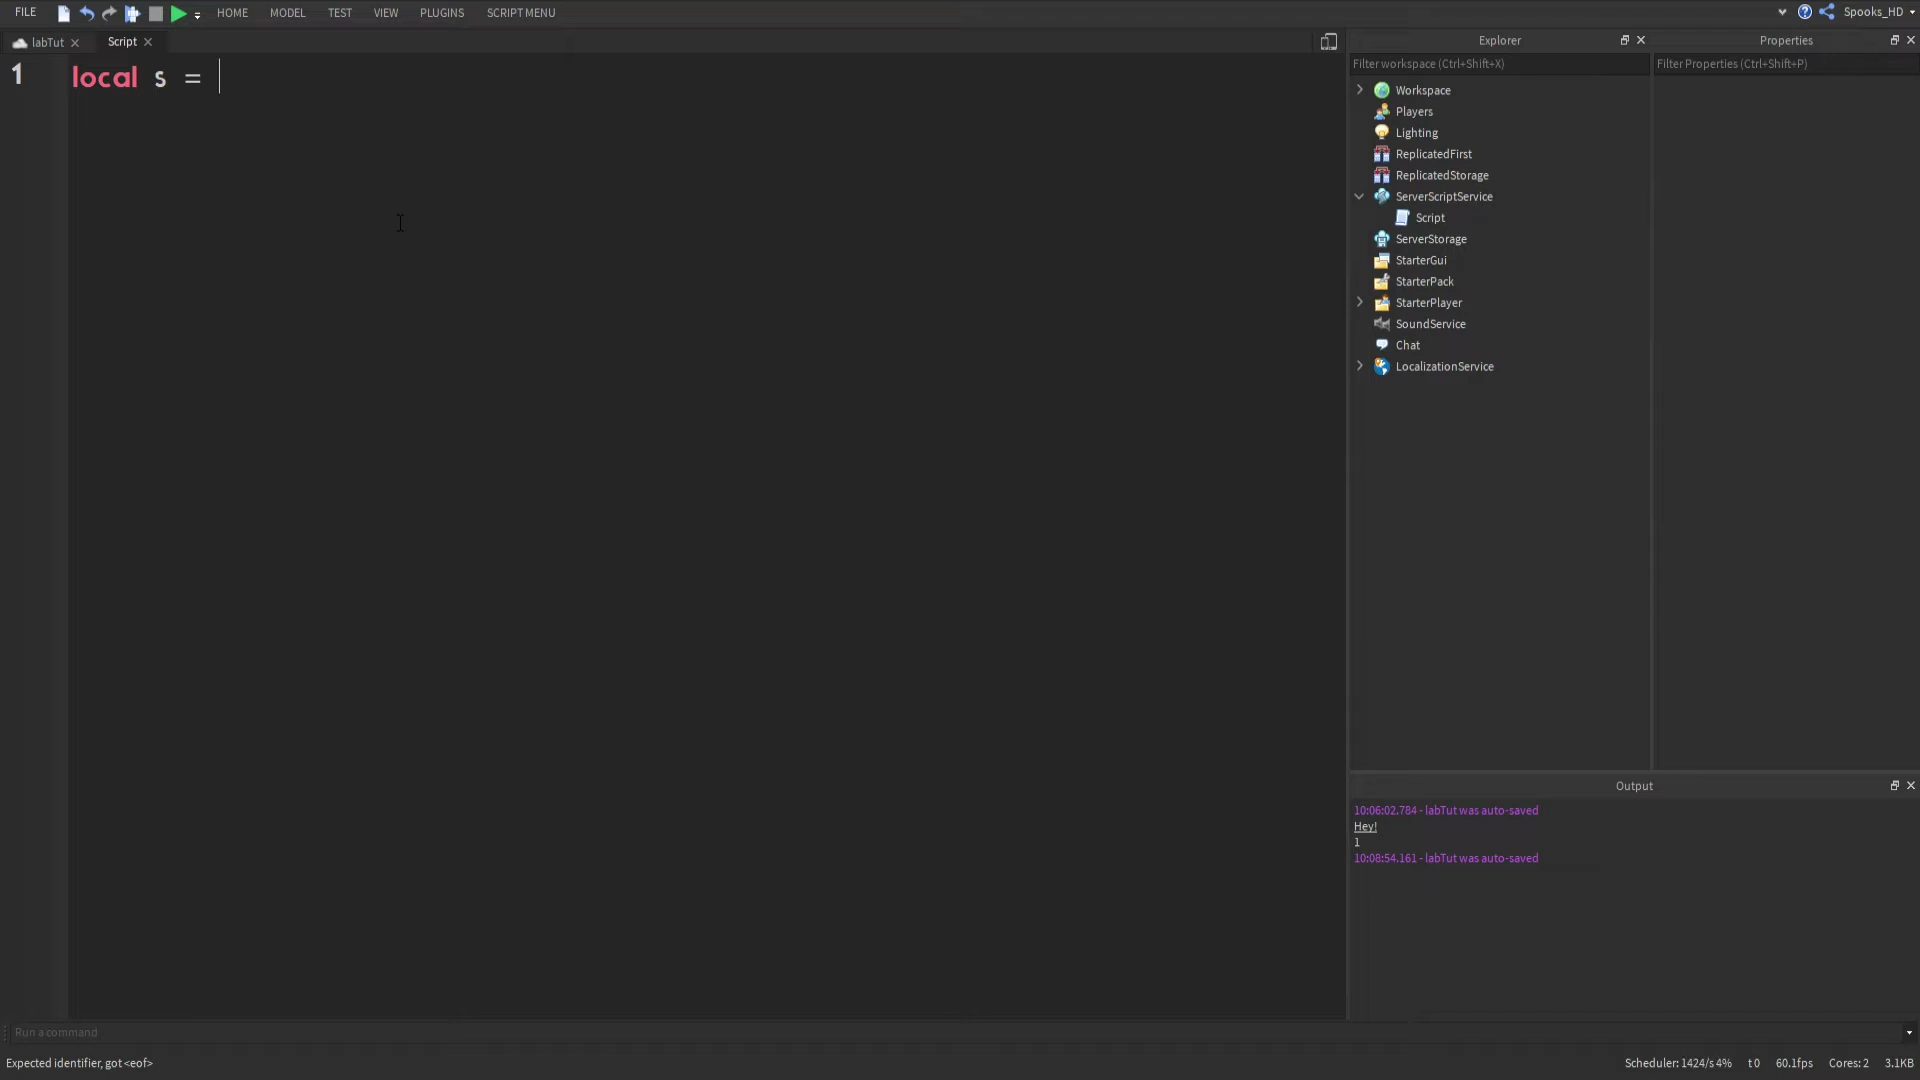 FILE HOME MODEL TEST VIEW PLUGINS SCRIPT MENU Spooks_HD
labTut Script
1 local s =
Explorer
Filter workspace (Ctrl+Shift+X)
Workspace
Players
Lighting
ReplicatedFirst
ReplicatedStorage
ServerScriptService
Script
ServerStorage
StarterGui
StarterPack
StarterPlayer
SoundService
Chat
LocalizationService
Properties
Filter Properties (Ctrl+Shift+P)
Output
10:06:02.784 - labTut was auto-saved
Hey!
1
10:08:54.161 - labTut was auto-saved
Run a command
Expected identifier, got <eof>
Scheduler: 1424/s 4% t 0 60.1fps Cores: 2 3.1KB